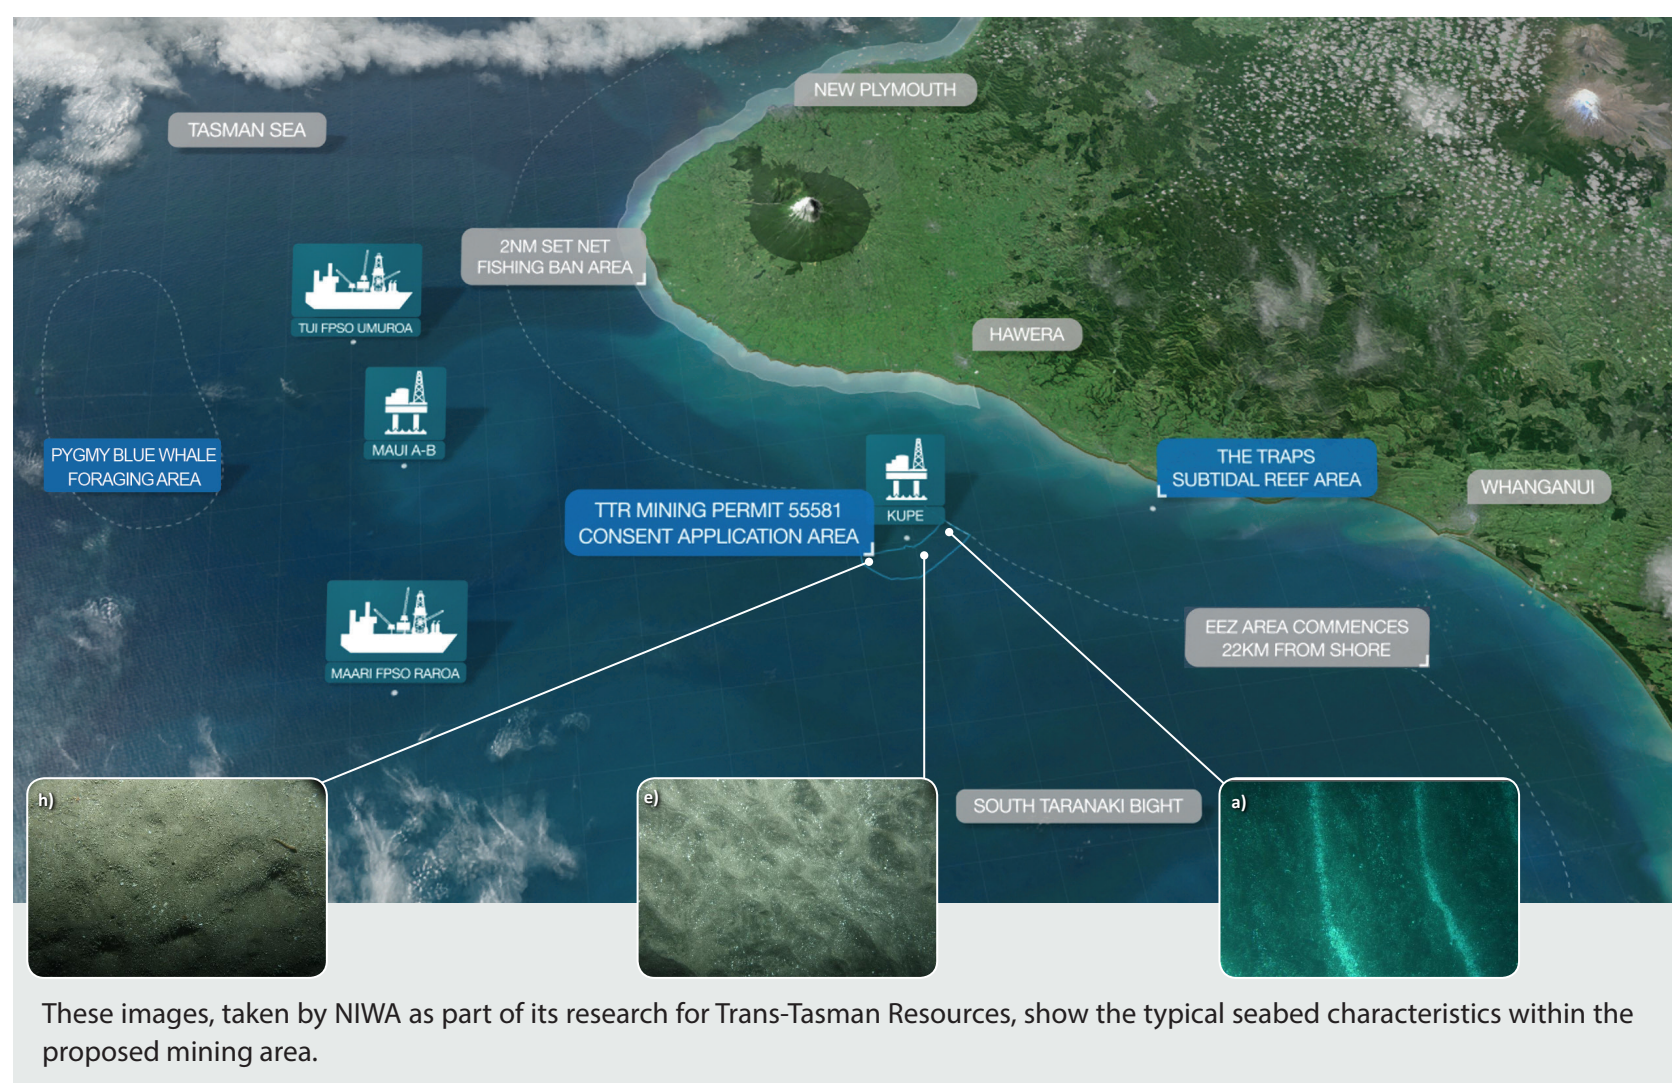 NEW PLYMOUTH
TASMAN SEA
2NM SET NET
FISHING BAN AREA
TUI FPSO UMUROA
HAWERA
MAUI A-B
PYGMY BLUE WHALE
FORAGING AREA
THE TRAPS
SUBTIDAL REEF AREA
WHANGANUI
TTR MINING PERMIT 55581
CONSENT APPLICATION AREA
KUPE
EEZ AREA COMMENCES
22KM FROM SHORE
MAARI FPSO RAROA
SOUTH TARANAKI BIGHT
h)
e)
a)
These images, taken by NIWA as part of its research for Trans-Tasman Resources, show the typical seabed characteristics within the
proposed mining area.